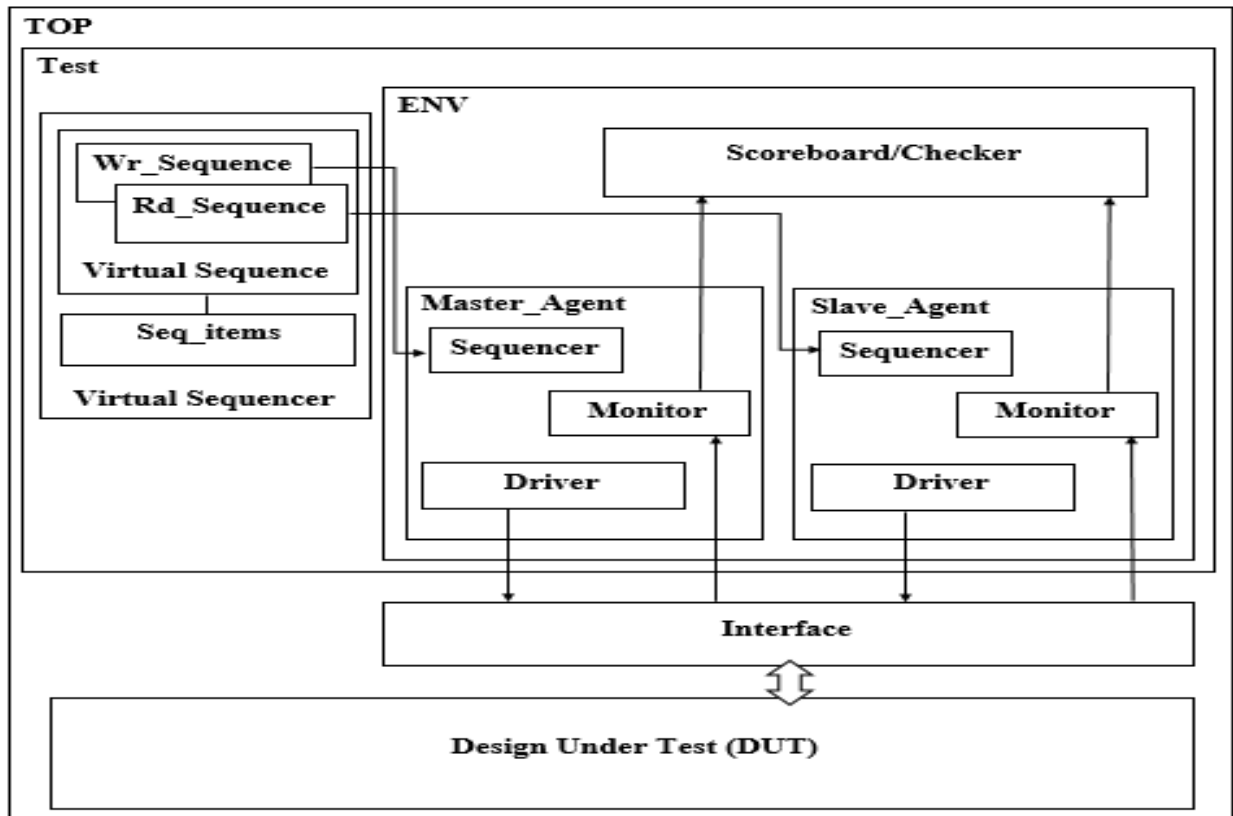 TOP
Test
ENV
Wr_Sequence
Rd_Sequence
Virtual Sequence
Seq_items
Virtual Sequencer
Scoreboard/Checker
Master_Agent
Sequencer
Monitor
Driver
Slave_Agent
Sequencer
Monitor
Driver
Interface
Design Under Test (DUT)